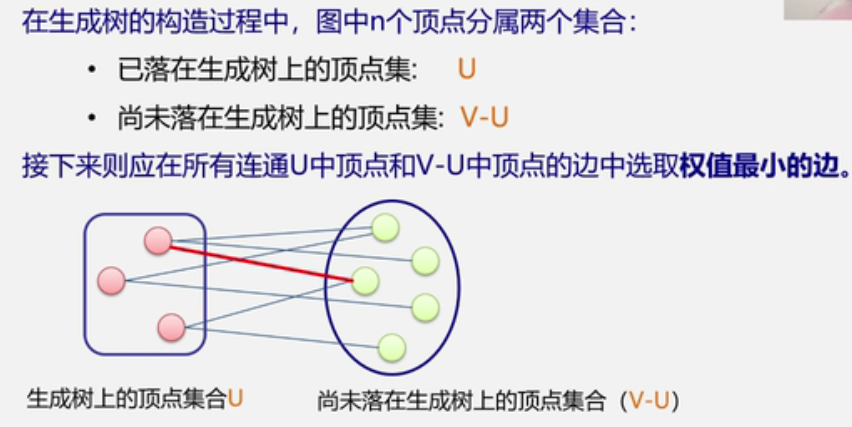 在生成树的构造过程中，图中n个顶点分属两个集合：
• 已落在生成树上的顶点集: U
• 尚未落在生成树上的顶点集: V-U
接下来则应在所有连通U中顶点和V-U中顶点的边中选取权值最小的边。
生成树上的顶点集合U
尚未落在生成树上的顶点集合（V-U）